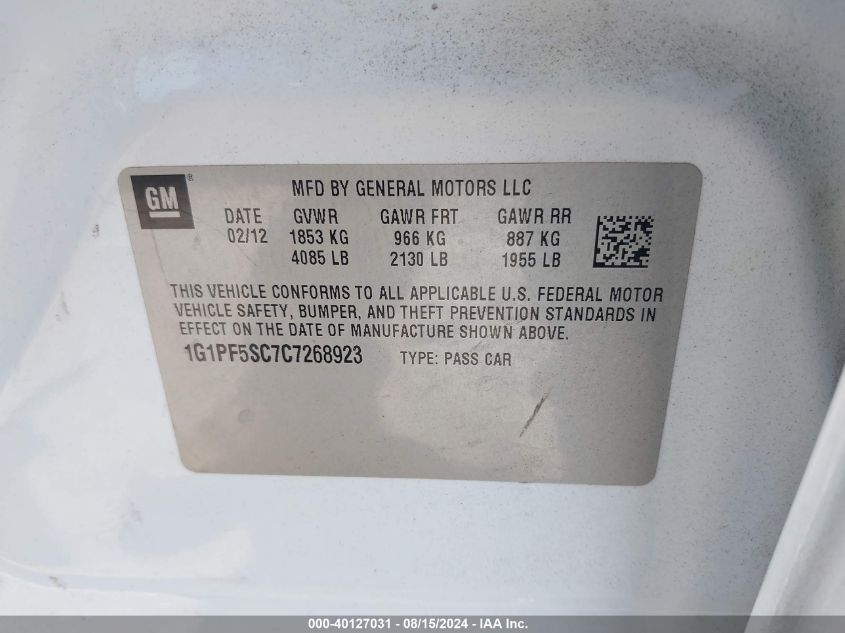 GM ® MFD BY GENERAL MOTORS LLC
DATE GVWR GAWR FRT GAWR RR
02/12 1853 KG 966 KG 887 KG
4085 LB 2130 LB 1955 LB
THIS VEHICLE CONFORMS TO ALL APPLICABLE U.S. FEDERAL MOTOR
VEHICLE SAFETY, BUMPER, AND THEFT PREVENTION STANDARDS IN
EFFECT ON THE DATE OF MANUFACTURE SHOWN ABOVE.
1G1PF5SC7C7268923 TYPE: PASS CAR
000-40127031 - 08/15/2024 - IAA Inc.